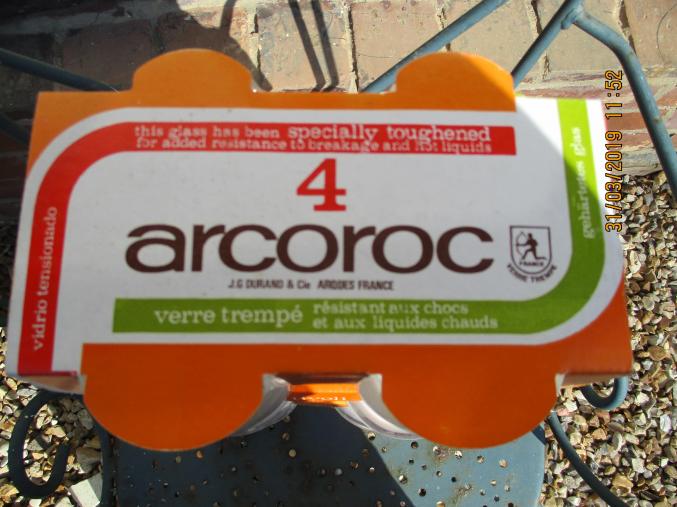 this glass has been specially toughened
for added resistance to breakage and hot liquids
4
arcoroc
J.G DURAND & Cie ARQUES FRANCE
FRANCE
VERRE TREMPÉ
verre trempé résistant aux chocs
et aux liquides chauds
vidrio tensionado
gehärtetes glas
31/03/2019 11:52